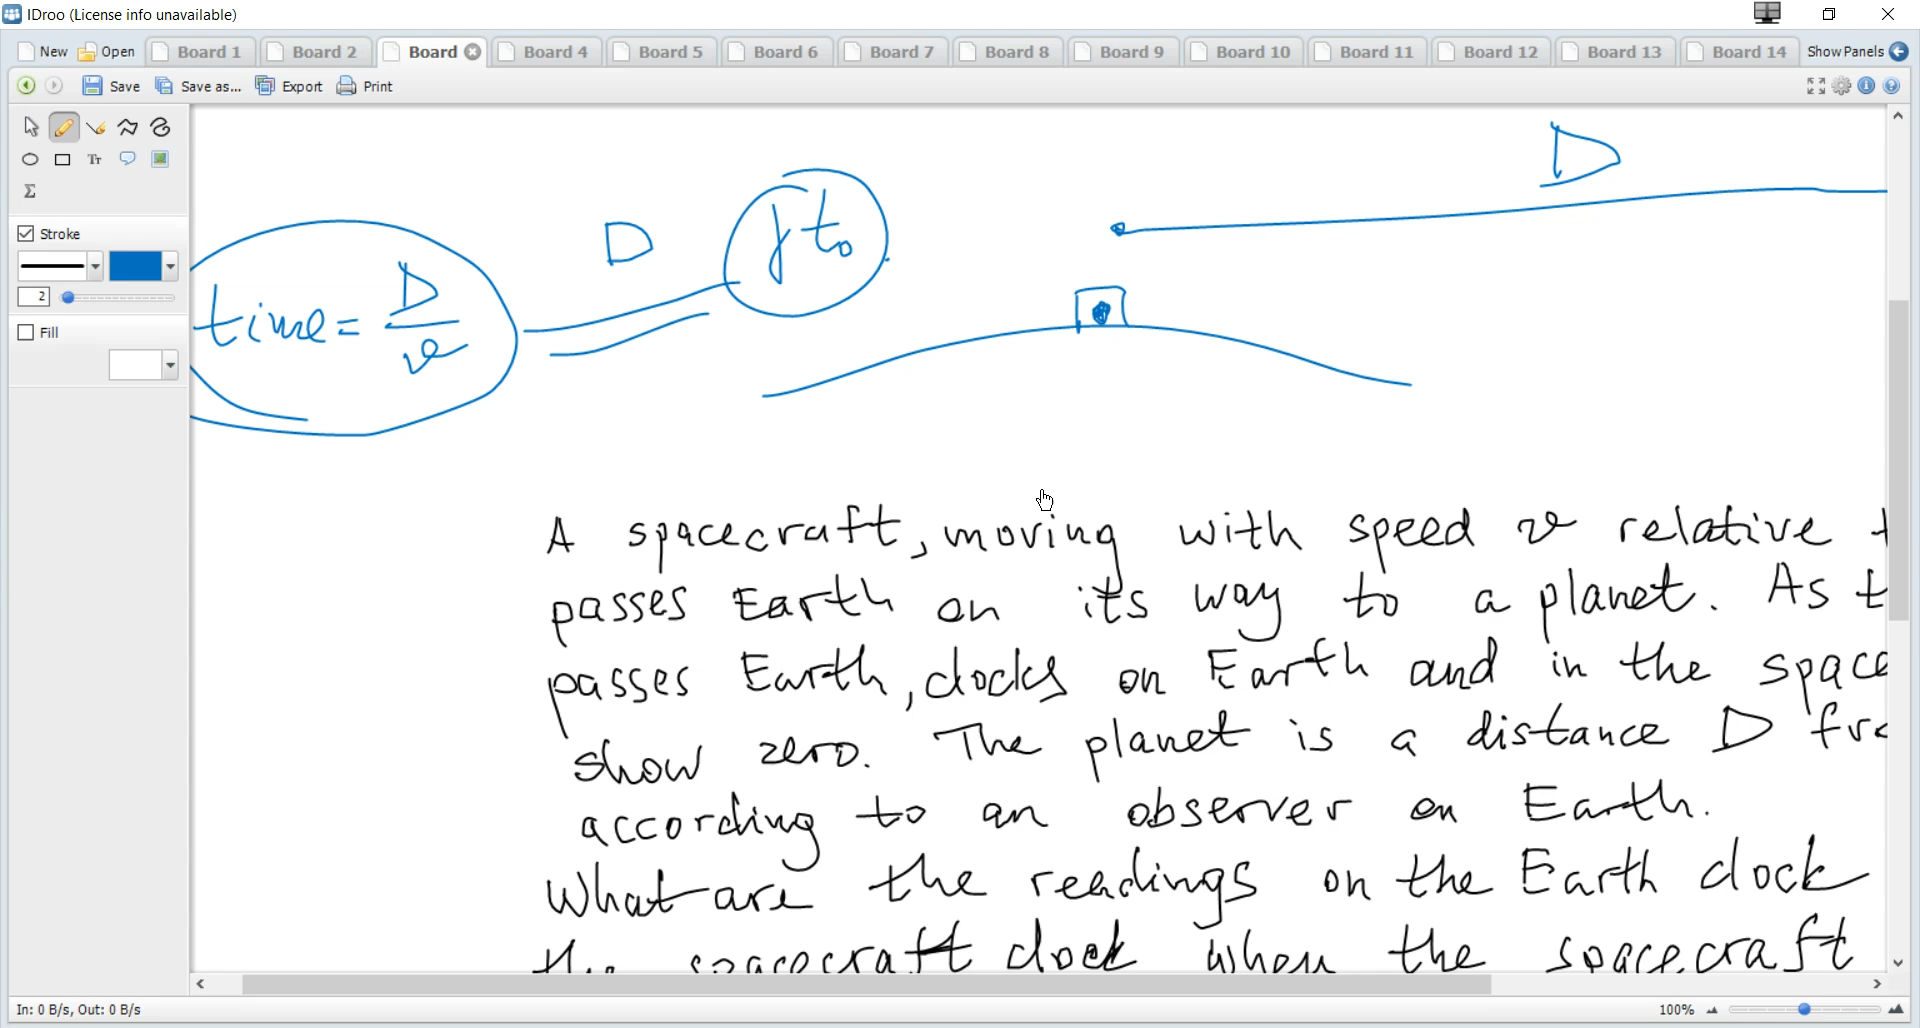 IDroo (License info unavailable)
New Open Board 1 Board 2 Board Board 4 Board 5 Board 6 Board 7 Board 8 Board 9 Board 10 Board 11 Board 12 Board 13 Board 14 Show Panels
Save Save as... Export Print
Tт
Σ
Stroke
2
Fill
D
D
γt₀
time = D/v
A spacecraft, moving with speed v relative t
passes Earth on its way to a planet. As t
passes Earth, clocks on Earth and in the space
show zero. The planet is a distance D fro
according to an observer on Earth.
What are the readings on the Earth clock
the spacecraft clock when the spacecraft
In: 0 B/s, Out: 0 B/s
100%